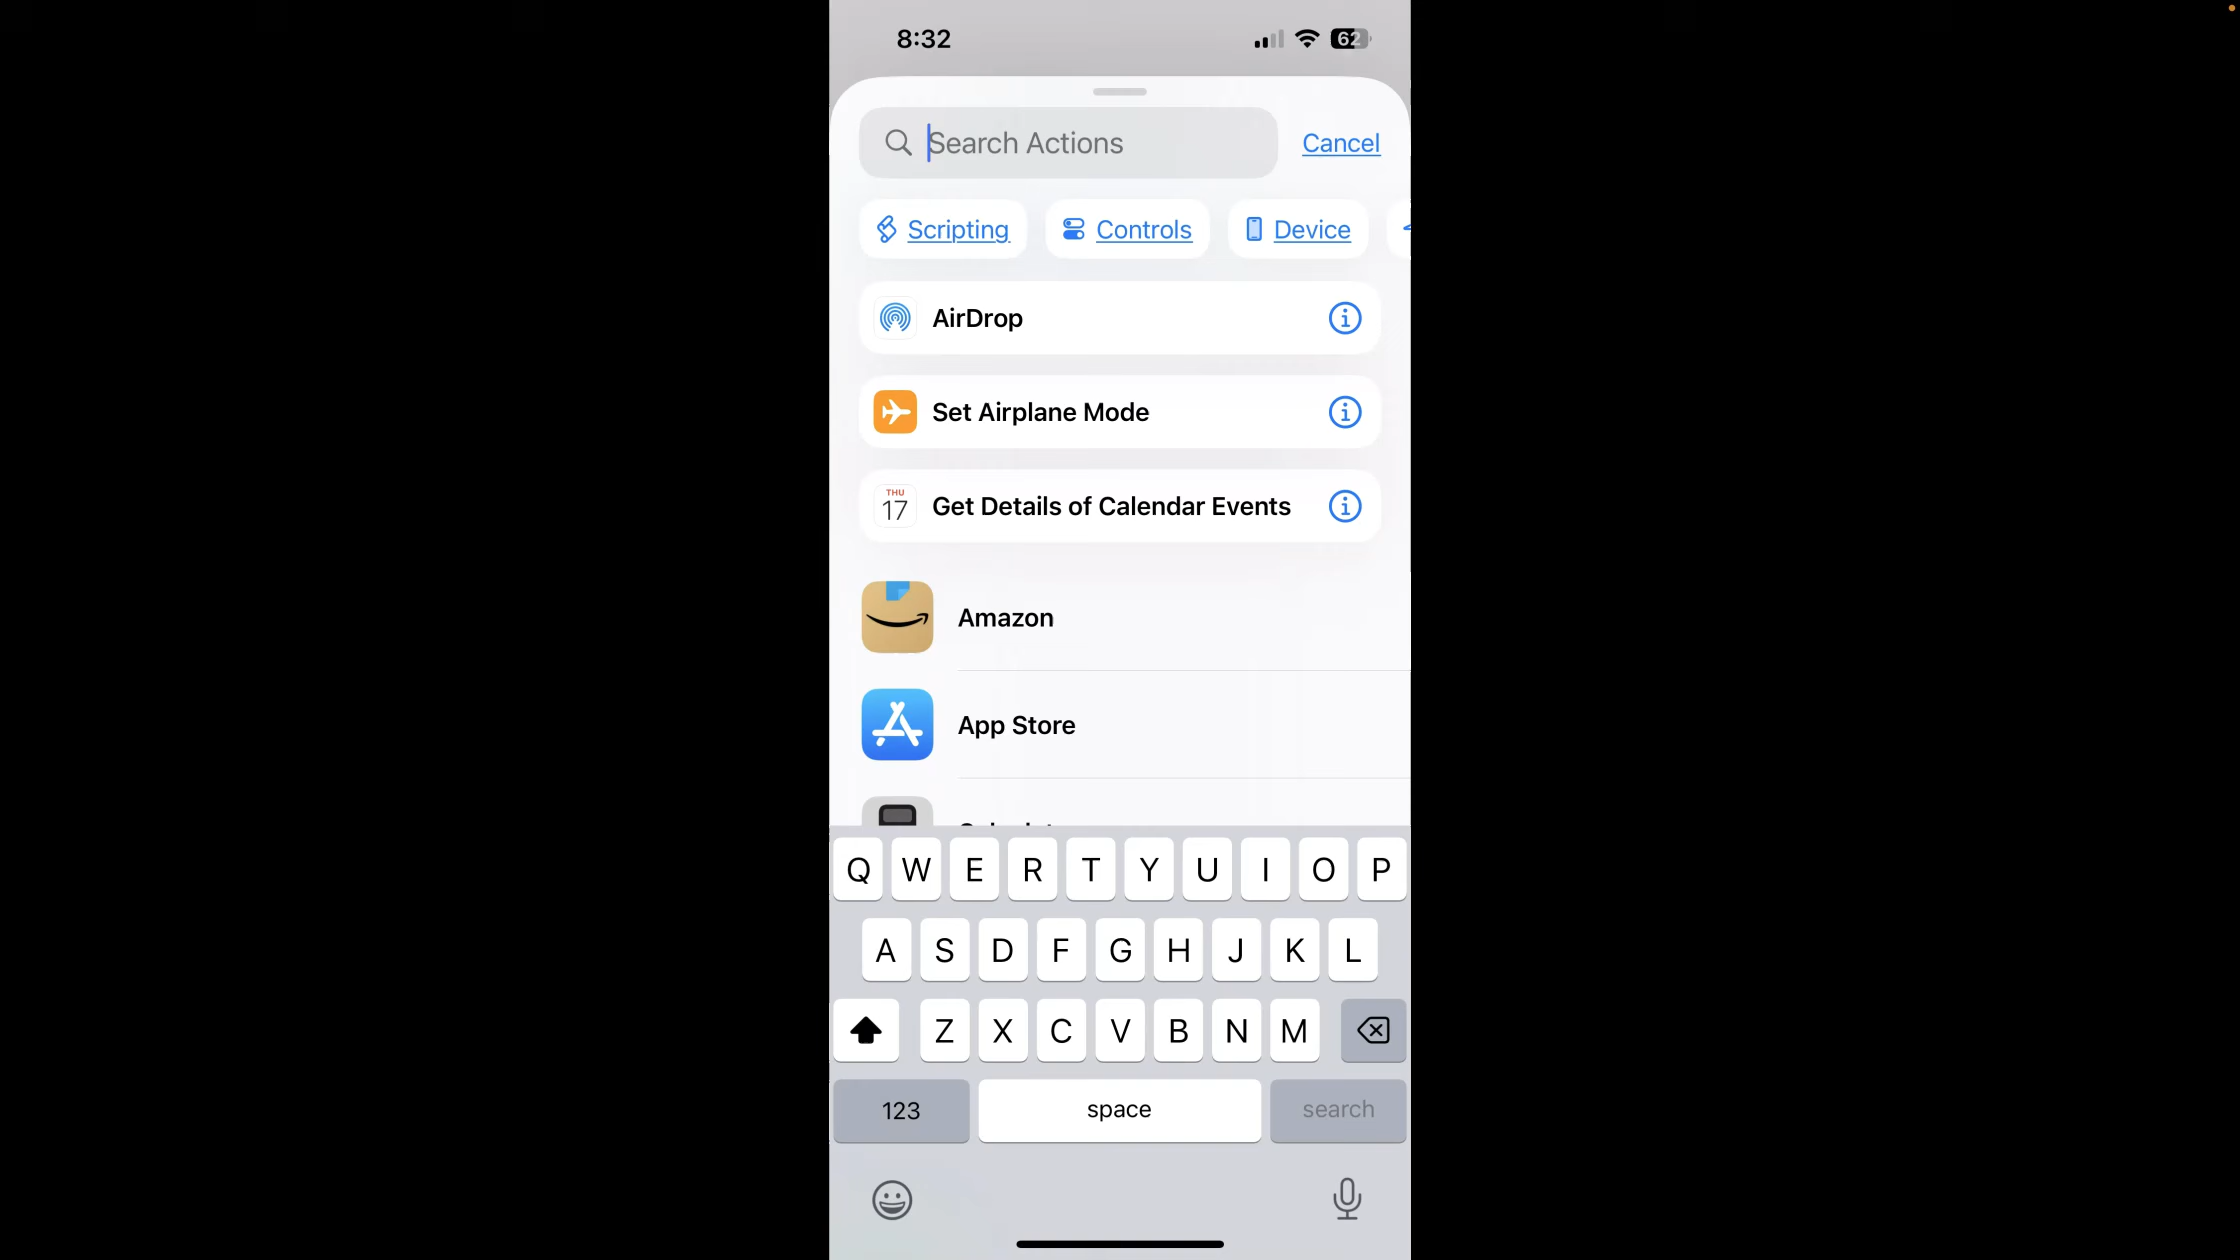 8:32
62
Search Actions
Cancel
Scripting
Controls
Device
AirDrop
Set Airplane Mode
THU
17
Get Details of Calendar Events
Amazon
App Store
Q W E R T Y U I O P
A S D F G H J K L
Z X C V B N M
123
space
search